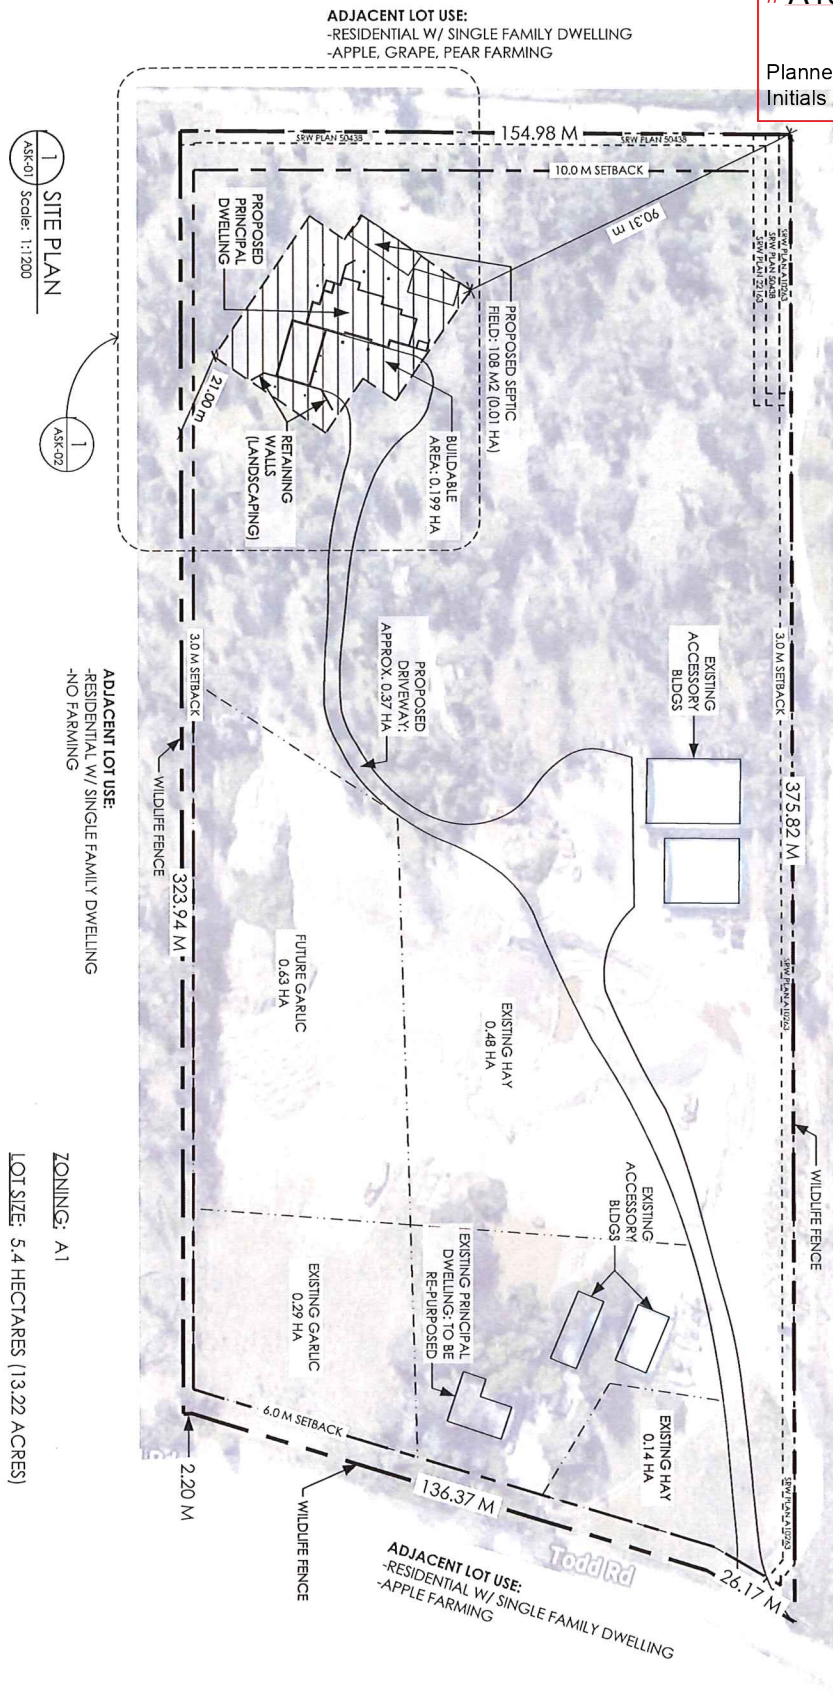 ADJACENT LOT USE:
-RESIDENTIAL W/ SINGLE FAMILY DWELLING
-APPLE, GRAPE, PEAR FARMING
Planne
Initials
1
ASK-01
SITE PLAN
Scale: 1:1200
154.98 M
SRW PLAN 50438
SRW PLAN 50438
10.0 M SETBACK
90.31 m
SRW PLAN A10263
SRW PLAN 50438
SRW PLAN 22163
PROPOSED
PRINCIPAL
DWELLING
PROPOSED SEPTIC
FIELD: 108 M2 (0.01 HA)
21.00 m
BUILDABLE
AREA: 0.199 HA
RETAINING
WALLS
(LANDSCAPING)
1
ASK-02
3.0 M SETBACK
PROPOSED
DRIVEWAY:
APPROX. 0.37 HA
EXISTING
ACCESSORY
BLDGS
3.0 M SETBACK
375.82 M
ADJACENT LOT USE:
-RESIDENTIAL W/ SINGLE FAMILY DWELLING
-NO FARMING
WILDLIFE FENCE
323.94 M
FUTURE GARLIC
0.63 HA
EXISTING HAY
0.48 HA
SRW PLAN A10263
WILDLIFE FENCE
EXISTING
ACCESSORY
BLDGS
EXISTING PRINCIPAL
DWELLING: TO BE
RE-PURPOSED
EXISTING GARLIC
0.29 HA
EXISTING HAY
0.14 HA
SRW PLAN A10263
6.0 M SETBACK
2.20 M
136.37 M
WILDLIFE FENCE
Todd Rd
26.17 M
ADJACENT LOT USE:
-RESIDENTIAL W/ SINGLE FAMILY DWELLING
-APPLE FARMING
ZONING: A1
LOT SIZE: 5.4 HECTARES (13.22 ACRES)